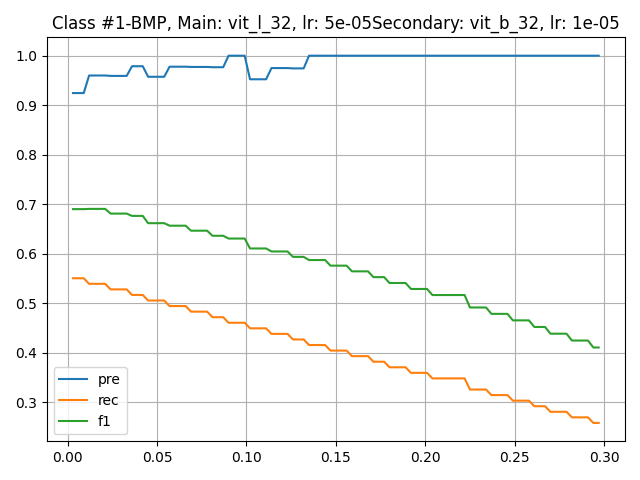 Class #1-BMP, Main: vit_l_32, lr: 5e-05Secondary: vit_b_32, lr: 1e-05
1.0
0.9
0.8
0.7
0.6
0.5
0.4
0.3
pre
rec
f1
0.00 0.05 0.10 0.15 0.20 0.25 0.30